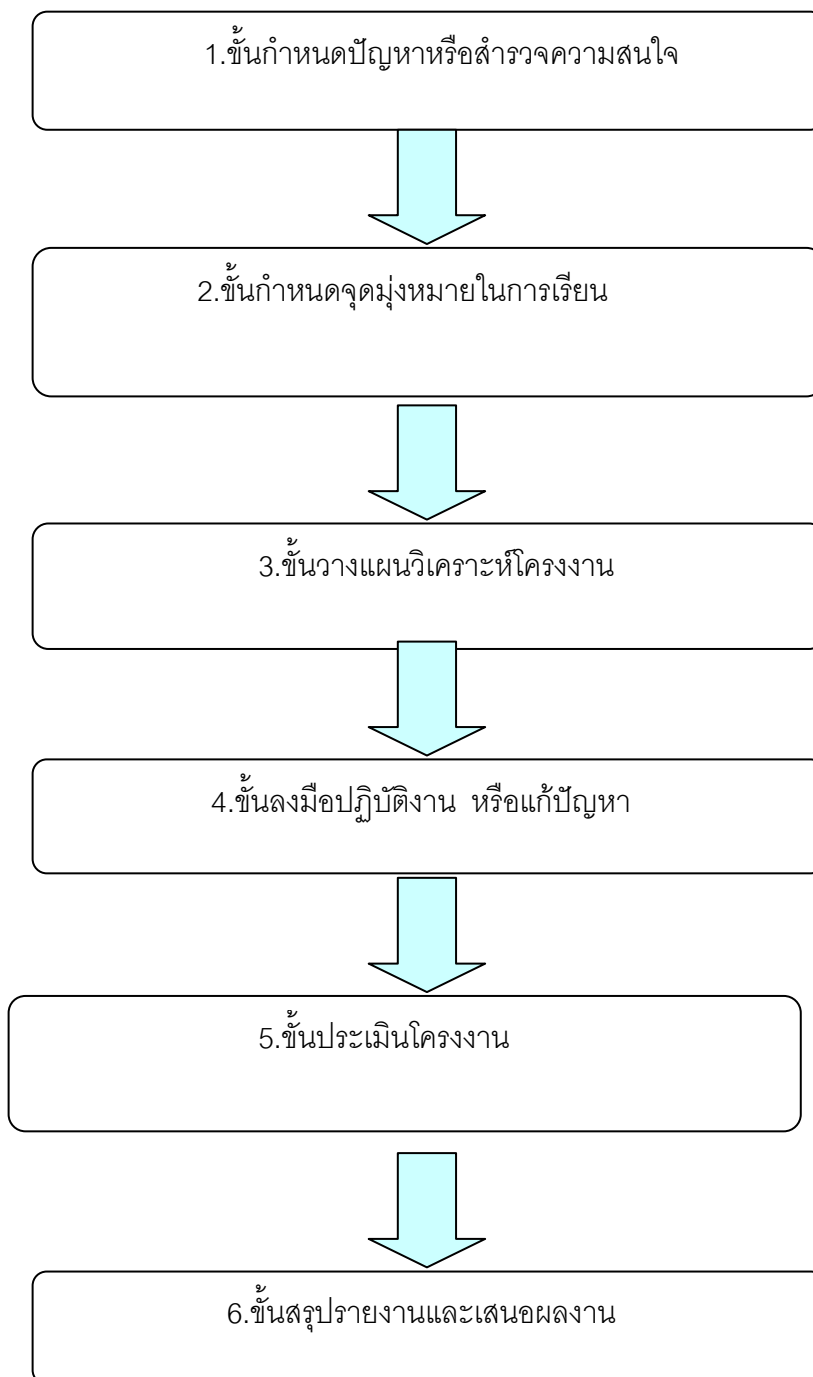 1.ขั้นกำหนดปัญหาหรือสำรวจความสนใจ
2.ขั้นกำหนดจุดมุ่งหมายในการเรียน
3.ขั้นวางแผนวิเคราะห์โครงงาน
4.ขั้นลงมือปฏิบัติงาน หรือแก้ปัญหา
5.ขั้นประเมินโครงงาน
6.ขั้นสรุปรายงานและเสนอผลงาน